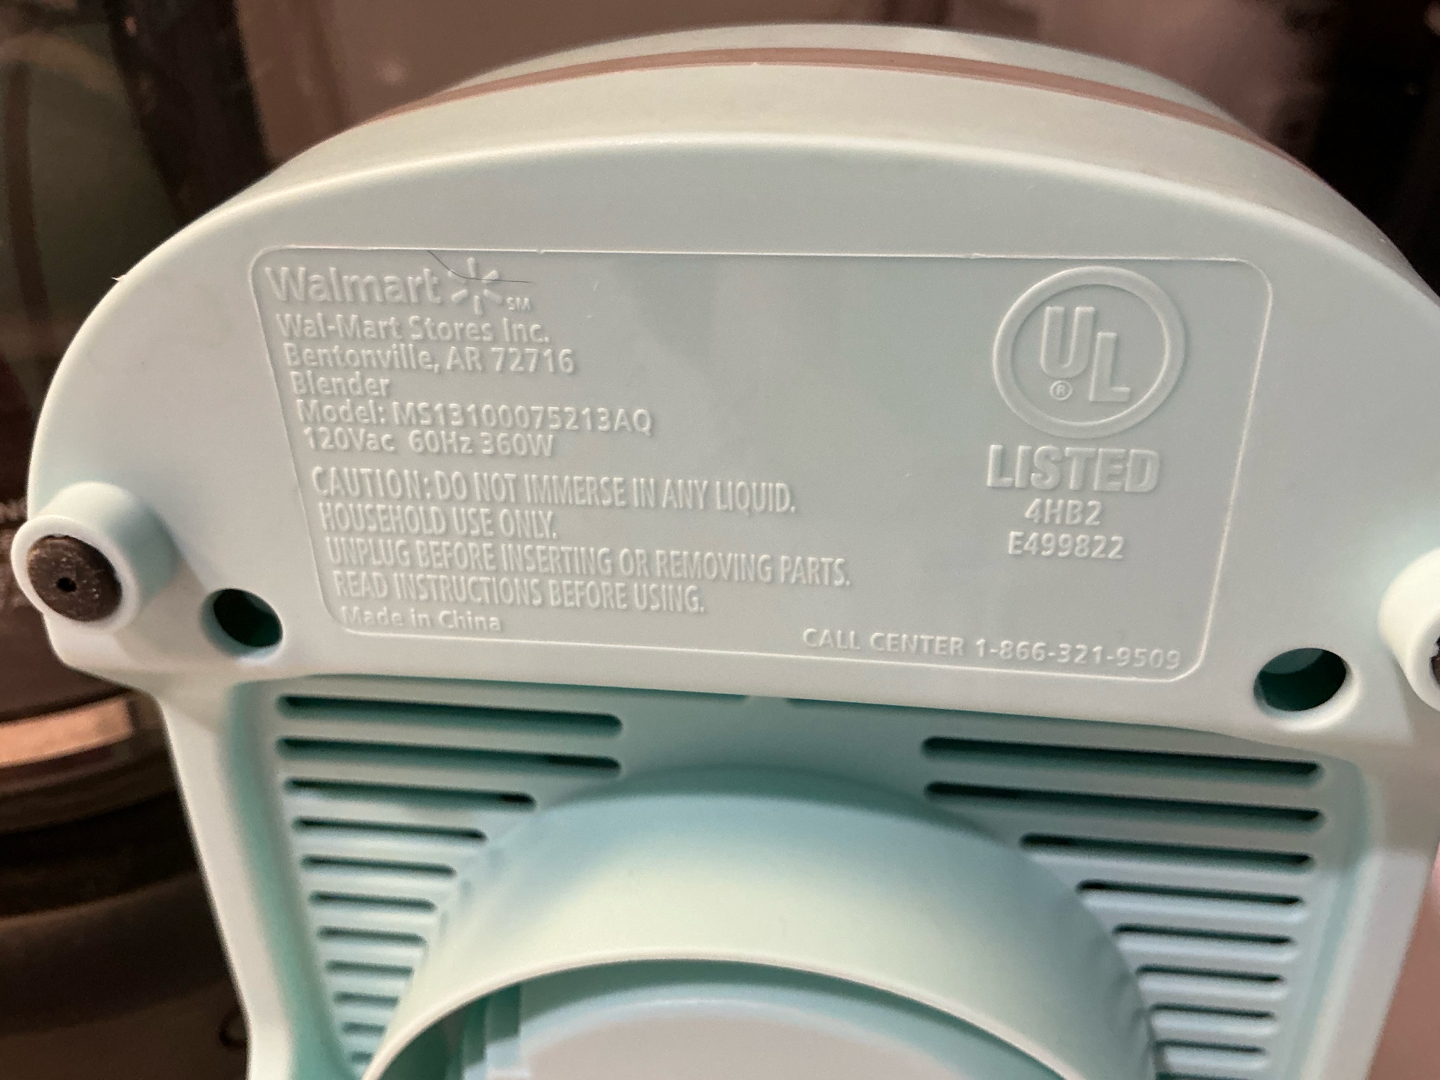 Walmart SM
Wal-Mart Stores Inc.
Bentonville, AR 72716
Blender
Model: MS13100075213AQ
120Vac 60Hz 360W
CAUTION: DO NOT IMMERSE IN ANY LIQUID.
HOUSEHOLD USE ONLY.
UNPLUG BEFORE INSERTING OR REMOVING PARTS.
READ INSTRUCTIONS BEFORE USING.
Made in China
UL ®
LISTED
4HB2
E499822
CALL CENTER 1-866-321-9509